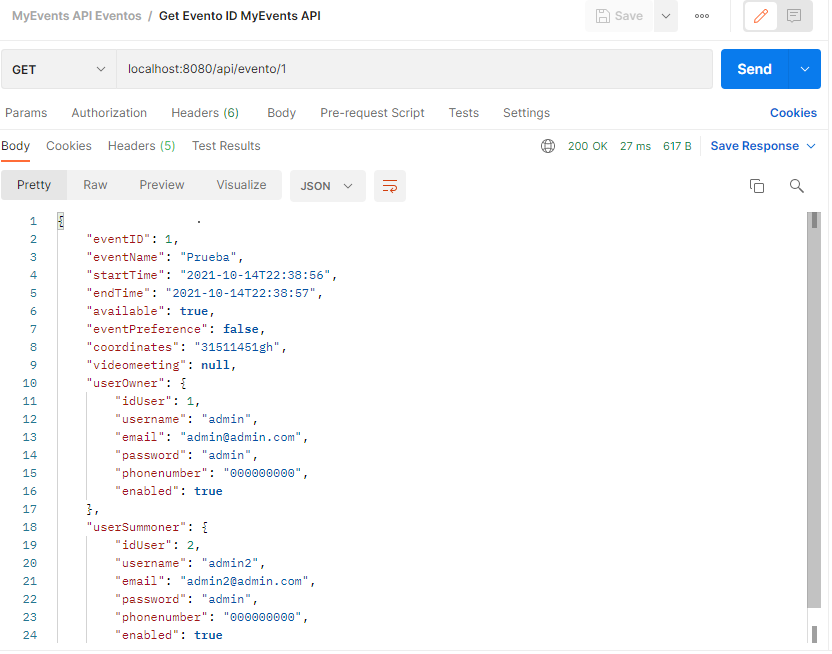 MyEvents API Eventos / Get Evento ID MyEvents API
Save
GET
localhost:8080/api/evento/1
Send
Params Authorization Headers (6) Body Pre-request Script Tests Settings Cookies
Body Cookies Headers (5) Test Results 200 OK 27 ms 617 B Save Response
Pretty Raw Preview Visualize JSON
1 {
2 "eventID": 1,
3 "eventName": "Prueba",
4 "startTime": "2021-10-14T22:38:56",
5 "endTime": "2021-10-14T22:38:57",
6 "available": true,
7 "eventPreference": false,
8 "coordinates": "31511451gh",
9 "videomeeting": null,
10 "userOwner": {
11 "idUser": 1,
12 "username": "admin",
13 "email": "admin@admin.com",
14 "password": "admin",
15 "phonenumber": "000000000",
16 "enabled": true
17 },
18 "userSummoner": {
19 "idUser": 2,
20 "username": "admin2",
21 "email": "admin2@admin.com",
22 "password": "admin",
23 "phonenumber": "000000000",
24 "enabled": true